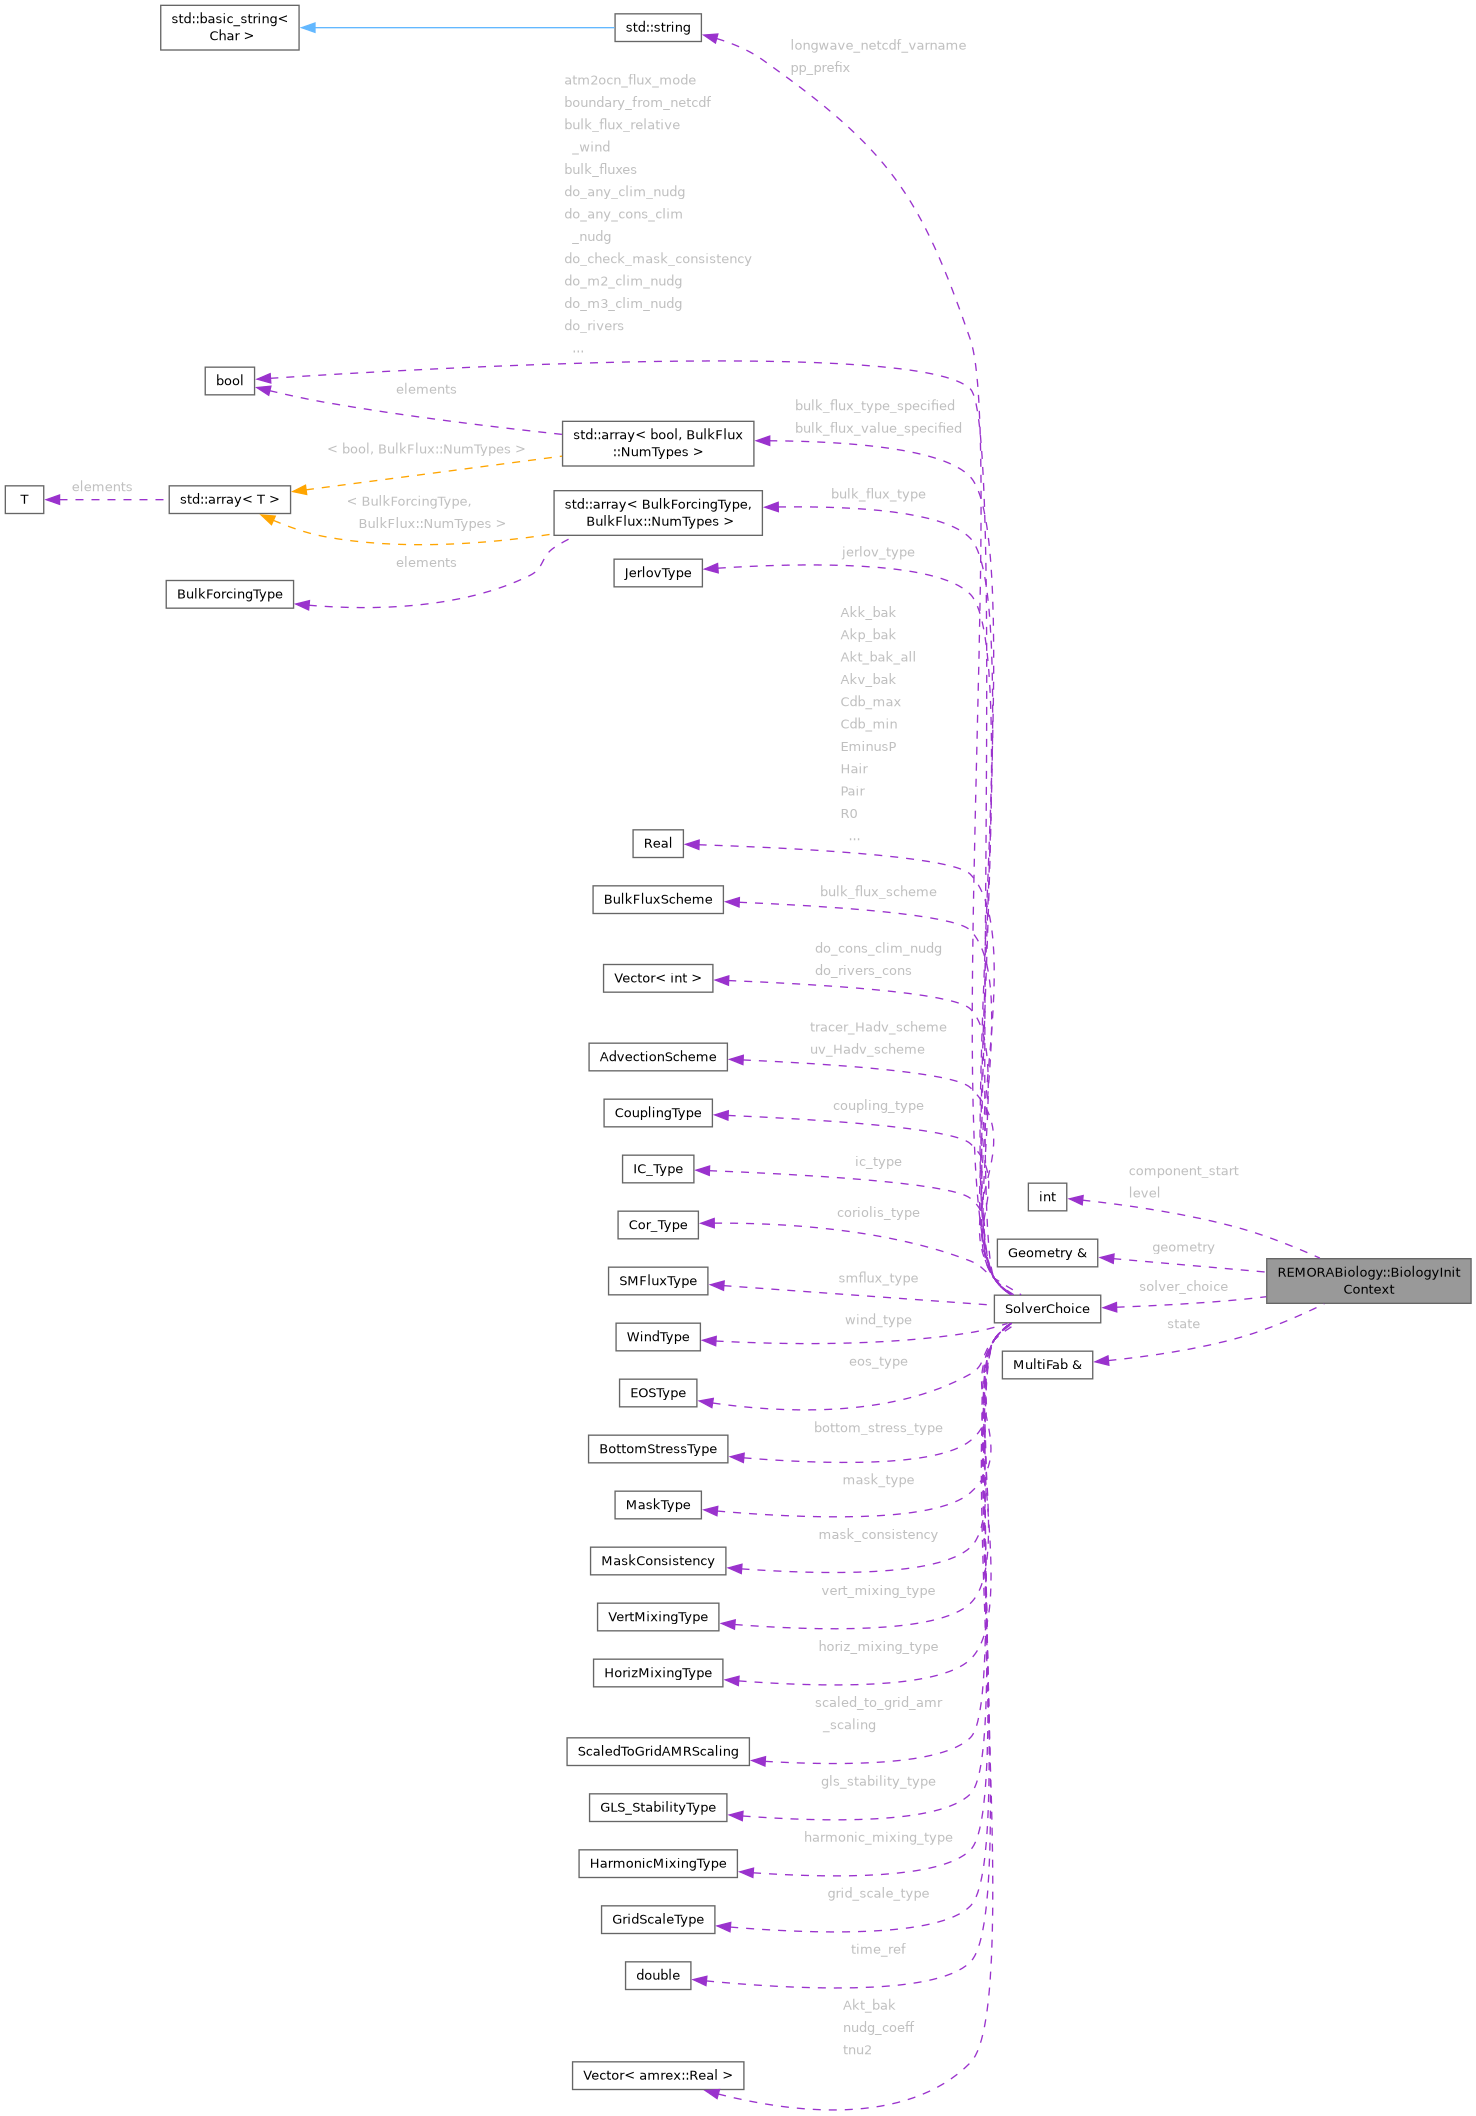 std::basic_string<
Char >
std::string
longwave_netcdf_varname
pp_prefix
atm2ocn_flux_mode
boundary_from_netcdf
bulk_flux_relative
_wind
bulk_fluxes
do_any_clim_nudg
do_any_cons_clim
_nudg
do_check_mask_consistency
do_m2_clim_nudg
do_m3_clim_nudg
do_rivers
...
bool
elements
bulk_flux_type_specified
bulk_flux_value_specified
std::array< bool, BulkFlux
::NumTypes >
< bool, BulkFlux::NumTypes >
T
elements
std::array< T >
< BulkForcingType,
BulkFlux::NumTypes >
std::array< BulkForcingType,
BulkFlux::NumTypes >
bulk_flux_type
elements
BulkForcingType
JerlovType
jerlov_type
Akk_bak
Akp_bak
Akt_bak_all
Akv_bak
Cdb_max
Cdb_min
EminusP
Hair
Pair
R0
...
Real
BulkFluxScheme
bulk_flux_scheme
do_cons_clim_nudg
do_rivers_cons
Vector< int >
tracer_Hadv_scheme
uv_Hadv_scheme
AdvectionScheme
CouplingType
coupling_type
IC_Type
ic_type
component_start
level
int
Cor_Type
coriolis_type
Geometry &
geometry
REMORABiology::BiologyInit
Context
SMFluxType
smflux_type
SolverChoice
solver_choice
WindType
wind_type
state
MultiFab &
EOSType
eos_type
BottomStressType
bottom_stress_type
MaskType
mask_type
MaskConsistency
mask_consistency
VertMixingType
vert_mixing_type
HorizMixingType
horiz_mixing_type
scaled_to_grid_amr
_scaling
ScaledToGridAMRScaling
GLS_StabilityType
gls_stability_type
HarmonicMixingType
harmonic_mixing_type
GridScaleType
grid_scale_type
double
time_ref
Akt_bak
nudg_coeff
tnu2
Vector< amrex::Real >